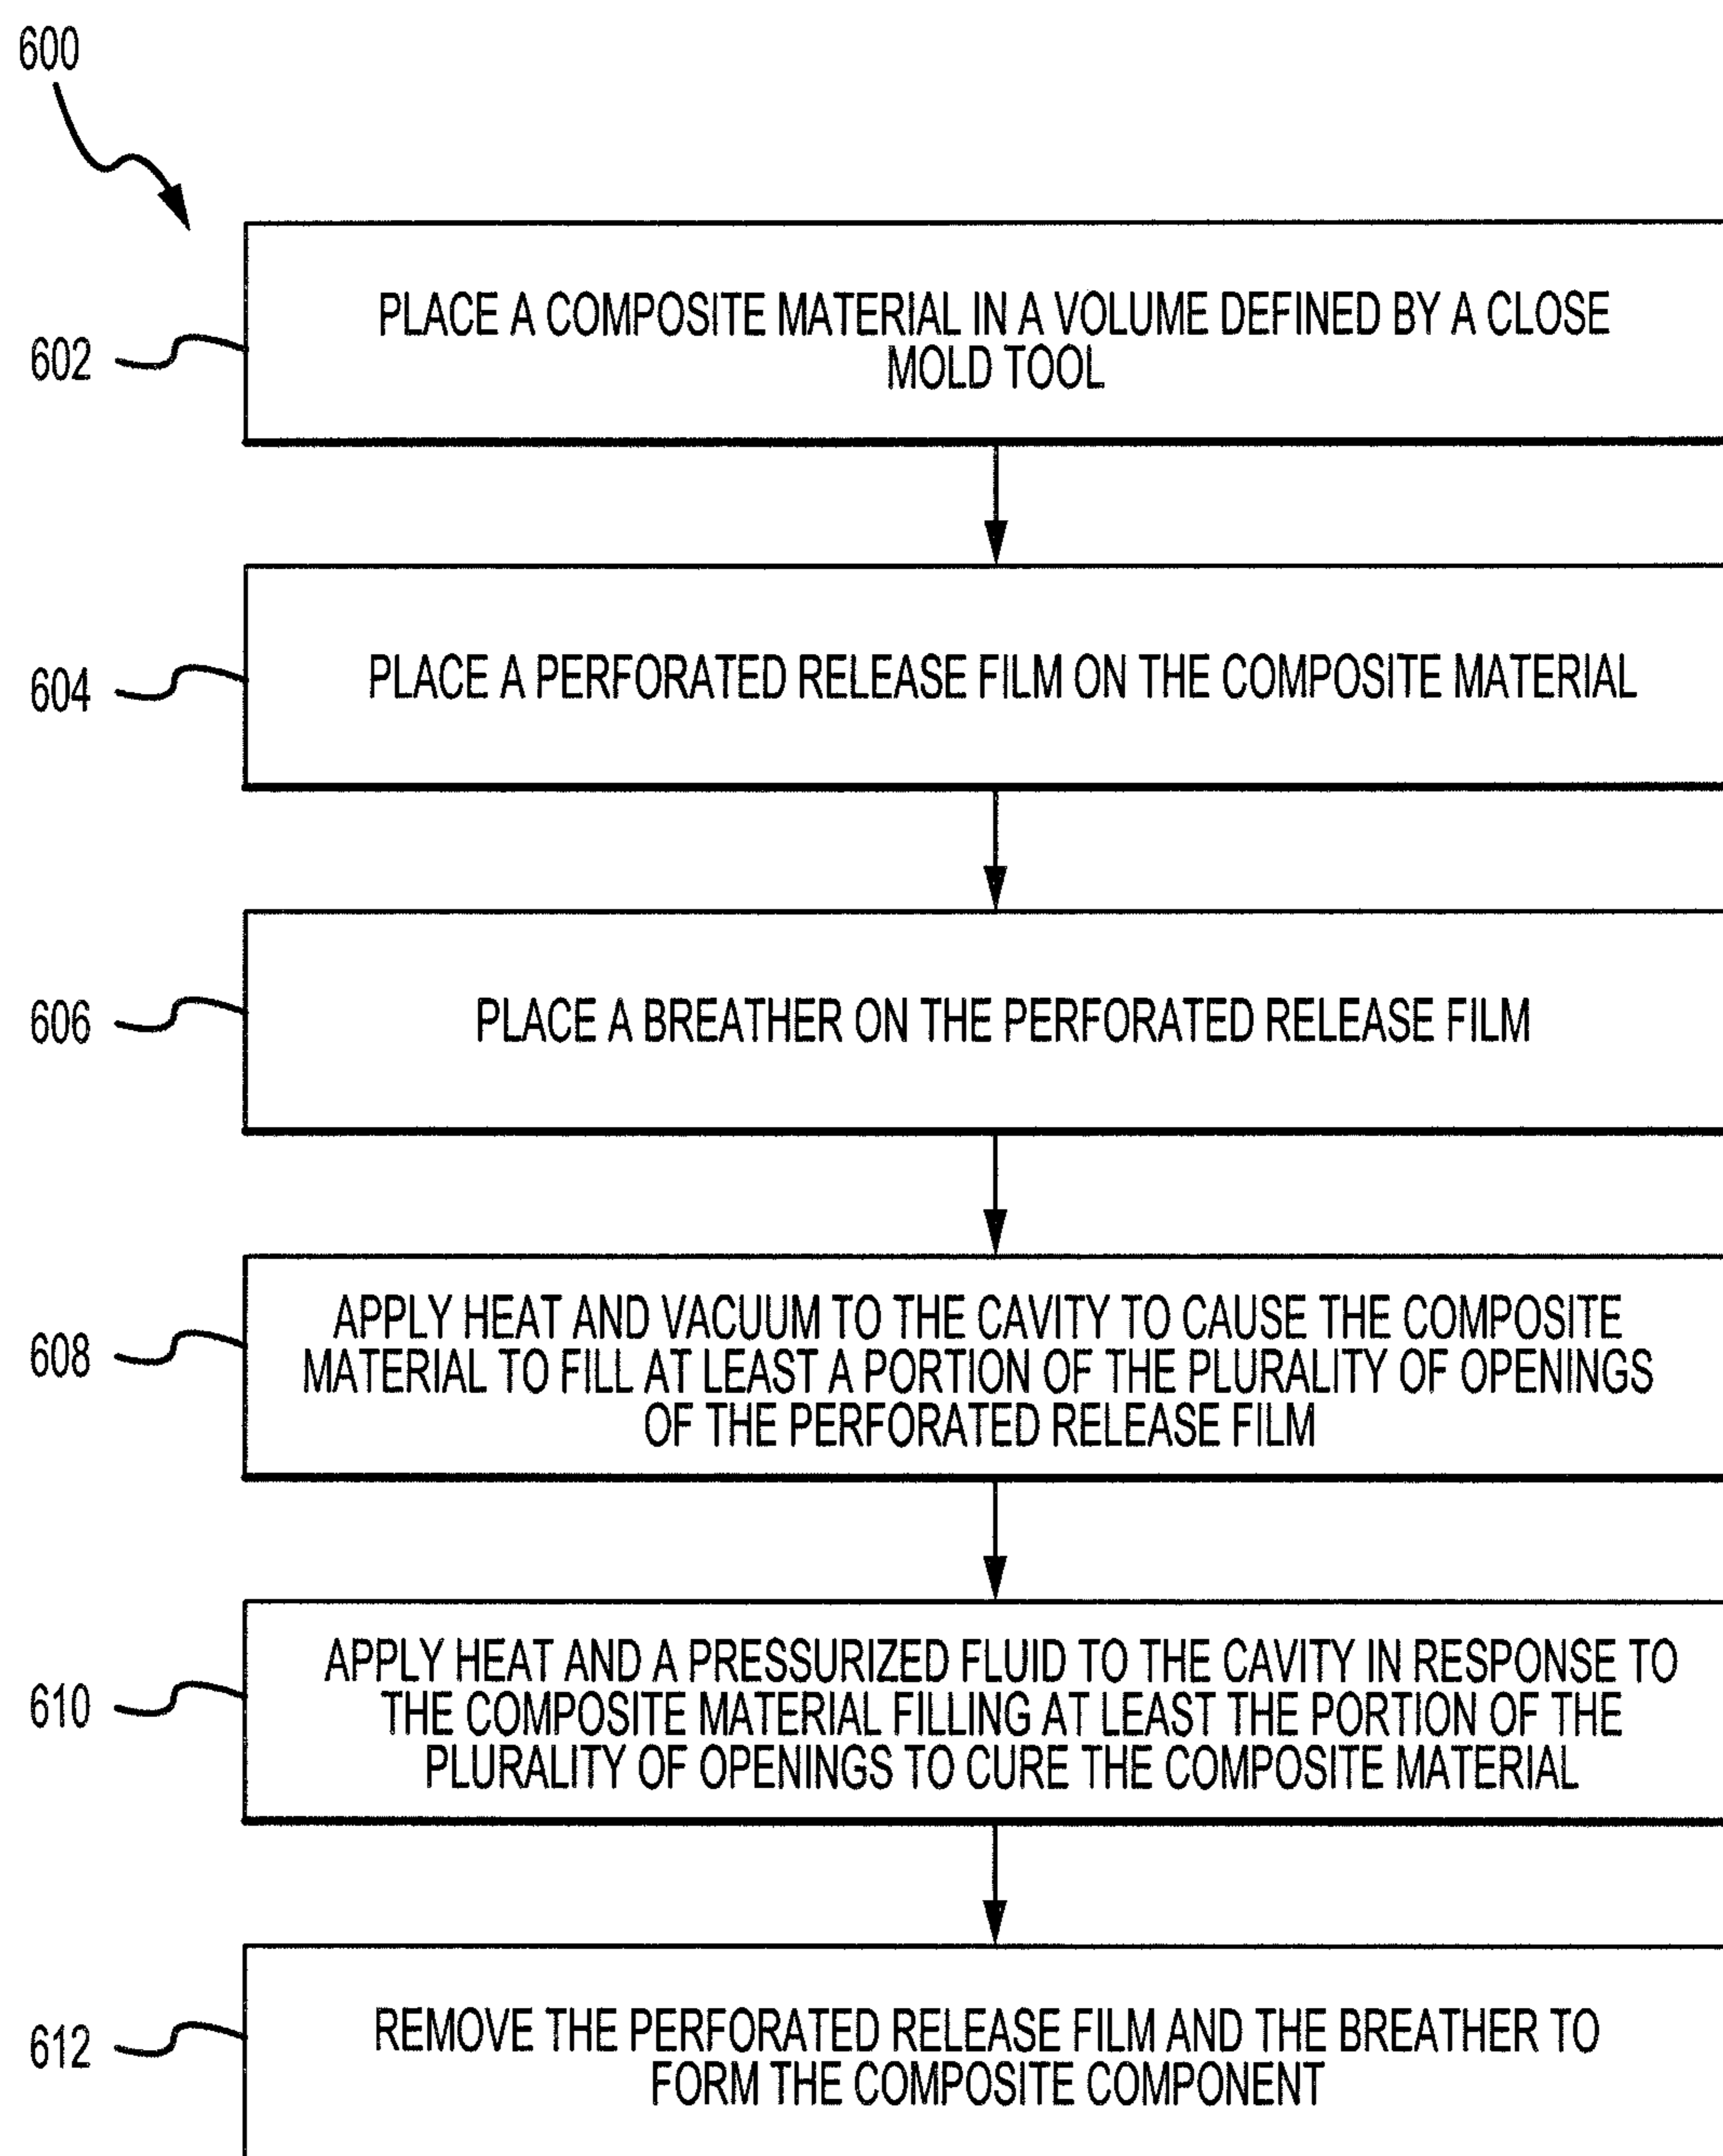 600
602
PLACE A COMPOSITE MATERIAL IN A VOLUME DEFINED BY A CLOSE
MOLD TOOL
604
PLACE A PERFORATED RELEASE FILM ON THE COMPOSITE MATERIAL
606
PLACE A BREATHER ON THE PERFORATED RELEASE FILM
608
APPLY HEAT AND VACUUM TO THE CAVITY TO CAUSE THE COMPOSITE
MATERIAL TO FILL AT LEAST A PORTION OF THE PLURALITY OF OPENINGS
OF THE PERFORATED RELEASE FILM
610
APPLY HEAT AND A PRESSURIZED FLUID TO THE CAVITY IN RESPONSE TO
THE COMPOSITE MATERIAL FILLING AT LEAST THE PORTION OF THE
PLURALITY OF OPENINGS TO CURE THE COMPOSITE MATERIAL
612
REMOVE THE PERFORATED RELEASE FILM AND THE BREATHER TO
FORM THE COMPOSITE COMPONENT